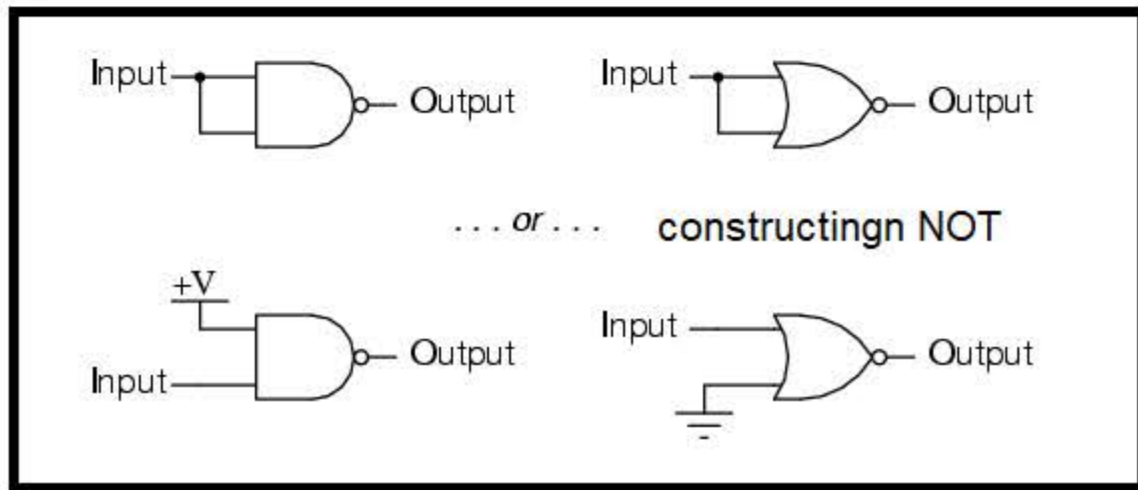 Input Output Input Output
. . . or . . . constructingn NOT
+V
Input Output
Input Output